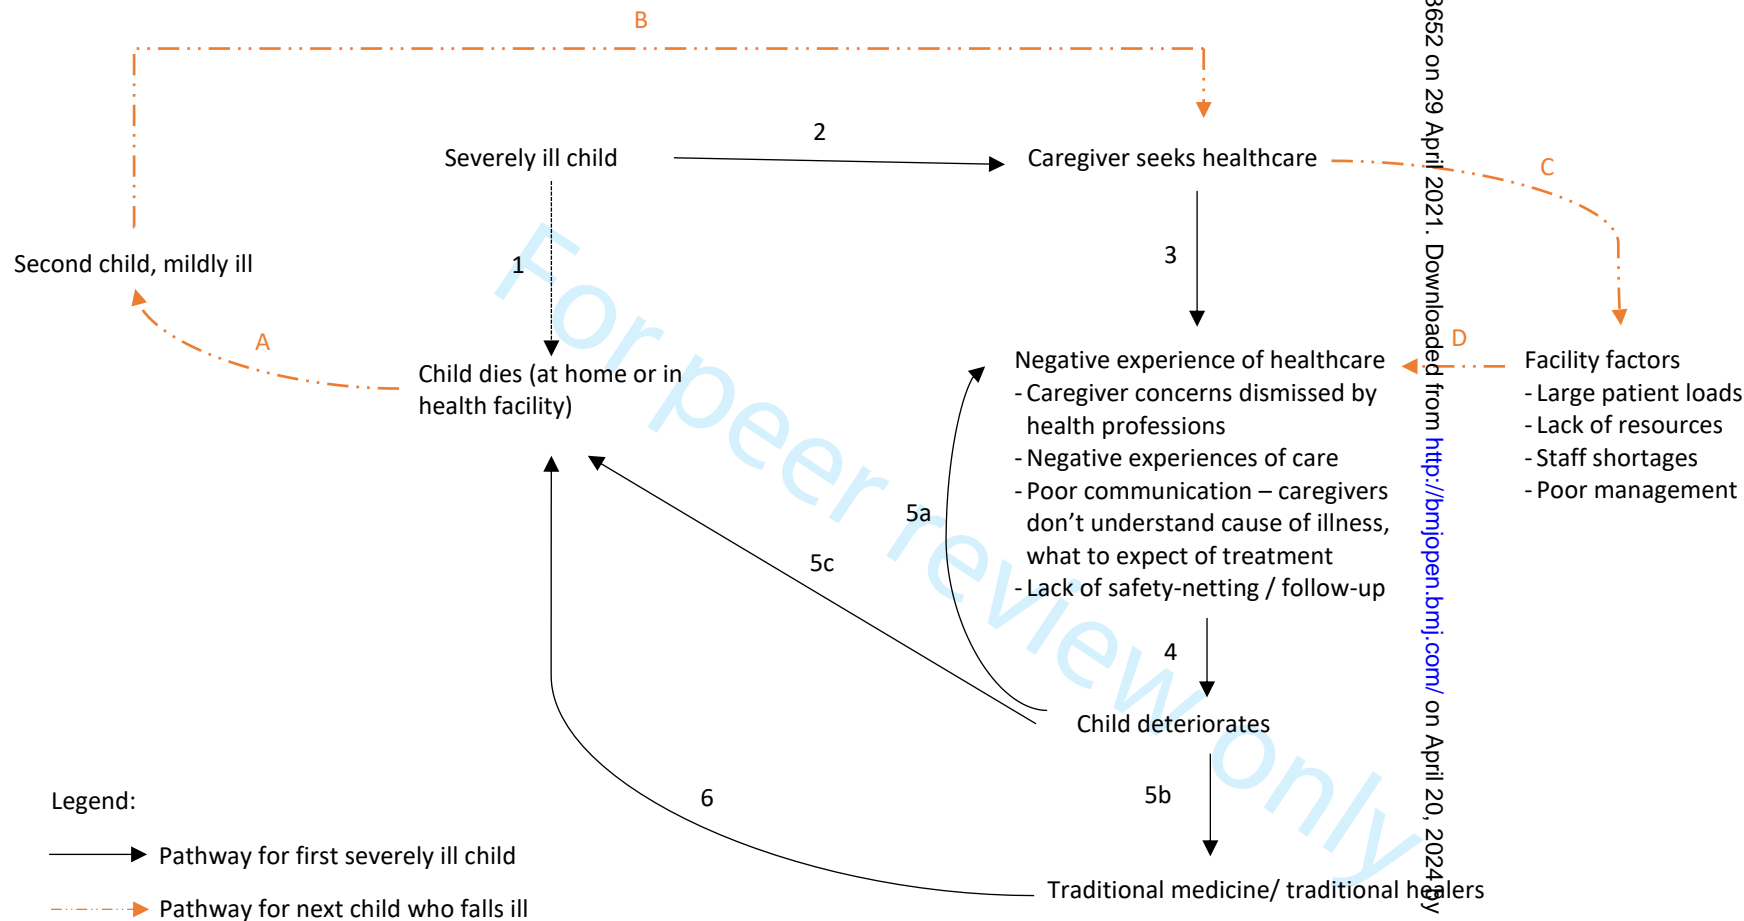 B
2
Severely ill child
Caregiver seeks healthcare
C
Second child, mildly ill
1
3
A
D
Child dies (at home or in
health facility)
Negative experience of healthcare
- Caregiver concerns dismissed by
health professions
- Negative experiences of care
- Poor communication – caregivers
don't understand cause of illness,
what to expect of treatment
- Lack of safety-netting / follow-up
Facility factors
- Large patient loads
- Lack of resources
- Staff shortages
- Poor management
5a
5c
4
Child deteriorates
5b
6
Traditional medicine/ traditional healers
Legend:
Pathway for first severely ill child
Pathway for next child who falls ill
For peer review only
3652 on 29 April 2021. Downloaded from http://bmjopen.bmj.com/ on April 20, 2024 by